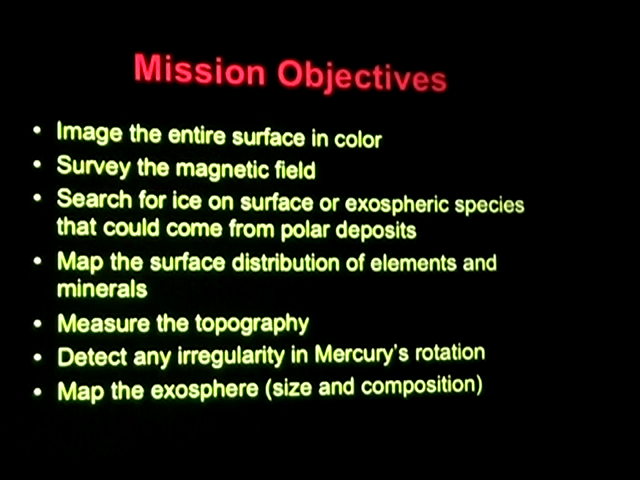 Mission Objectives
• Image the entire surface in color
• Survey the magnetic field
• Search for ice on surface or exospheric species
that could come from polar deposits
• Map the surface distribution of elements and
minerals
• Measure the topography
• Detect any irregularity in Mercury's rotation
• Map the exosphere (size and composition)